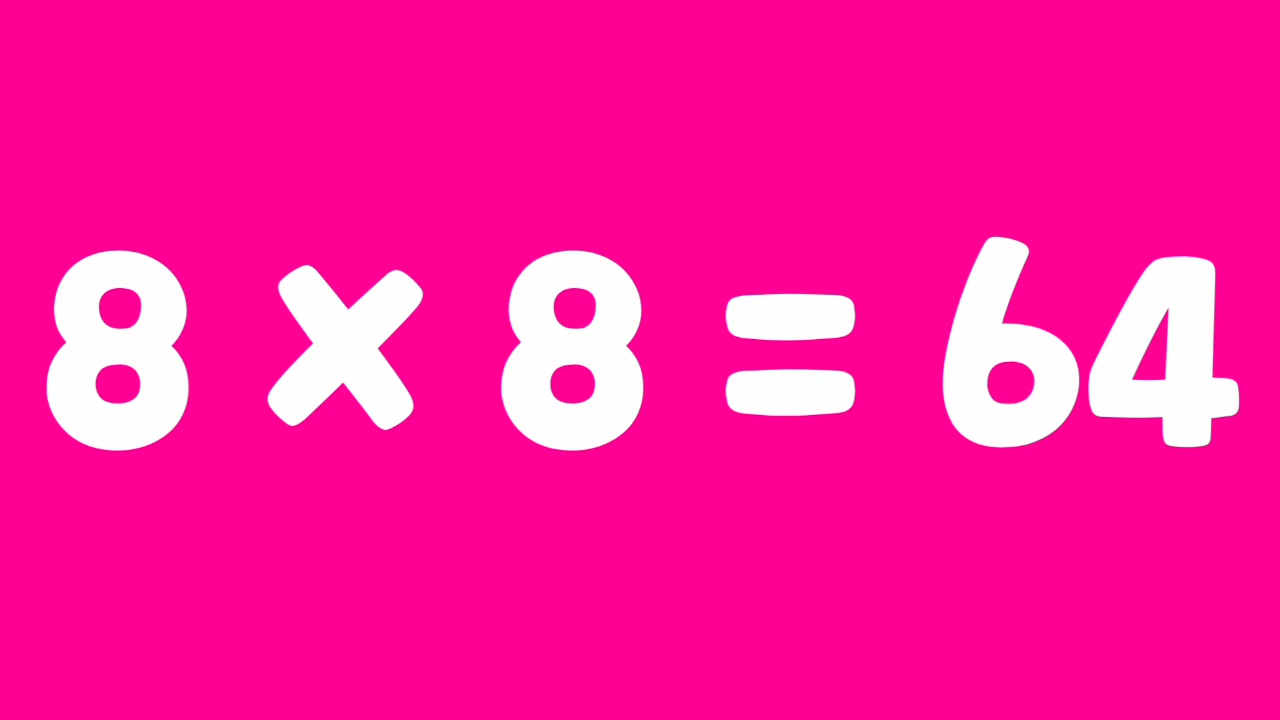 8 × 8 = 64